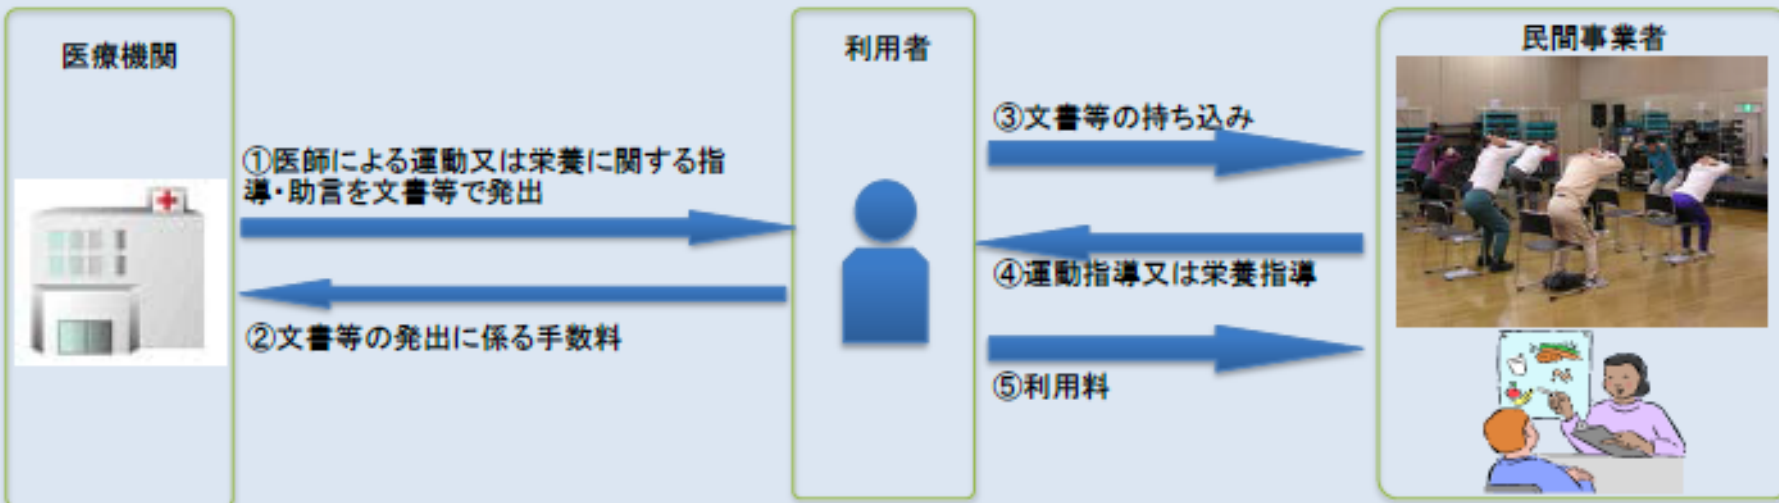 医療機関
利用者
民間事業者
①医師による運動又は栄養に関する指
導・助言を文書等で発出
②文書等の発出に係る手数料
③文書等の持ち込み
④運動指導又は栄養指導
⑤利用料